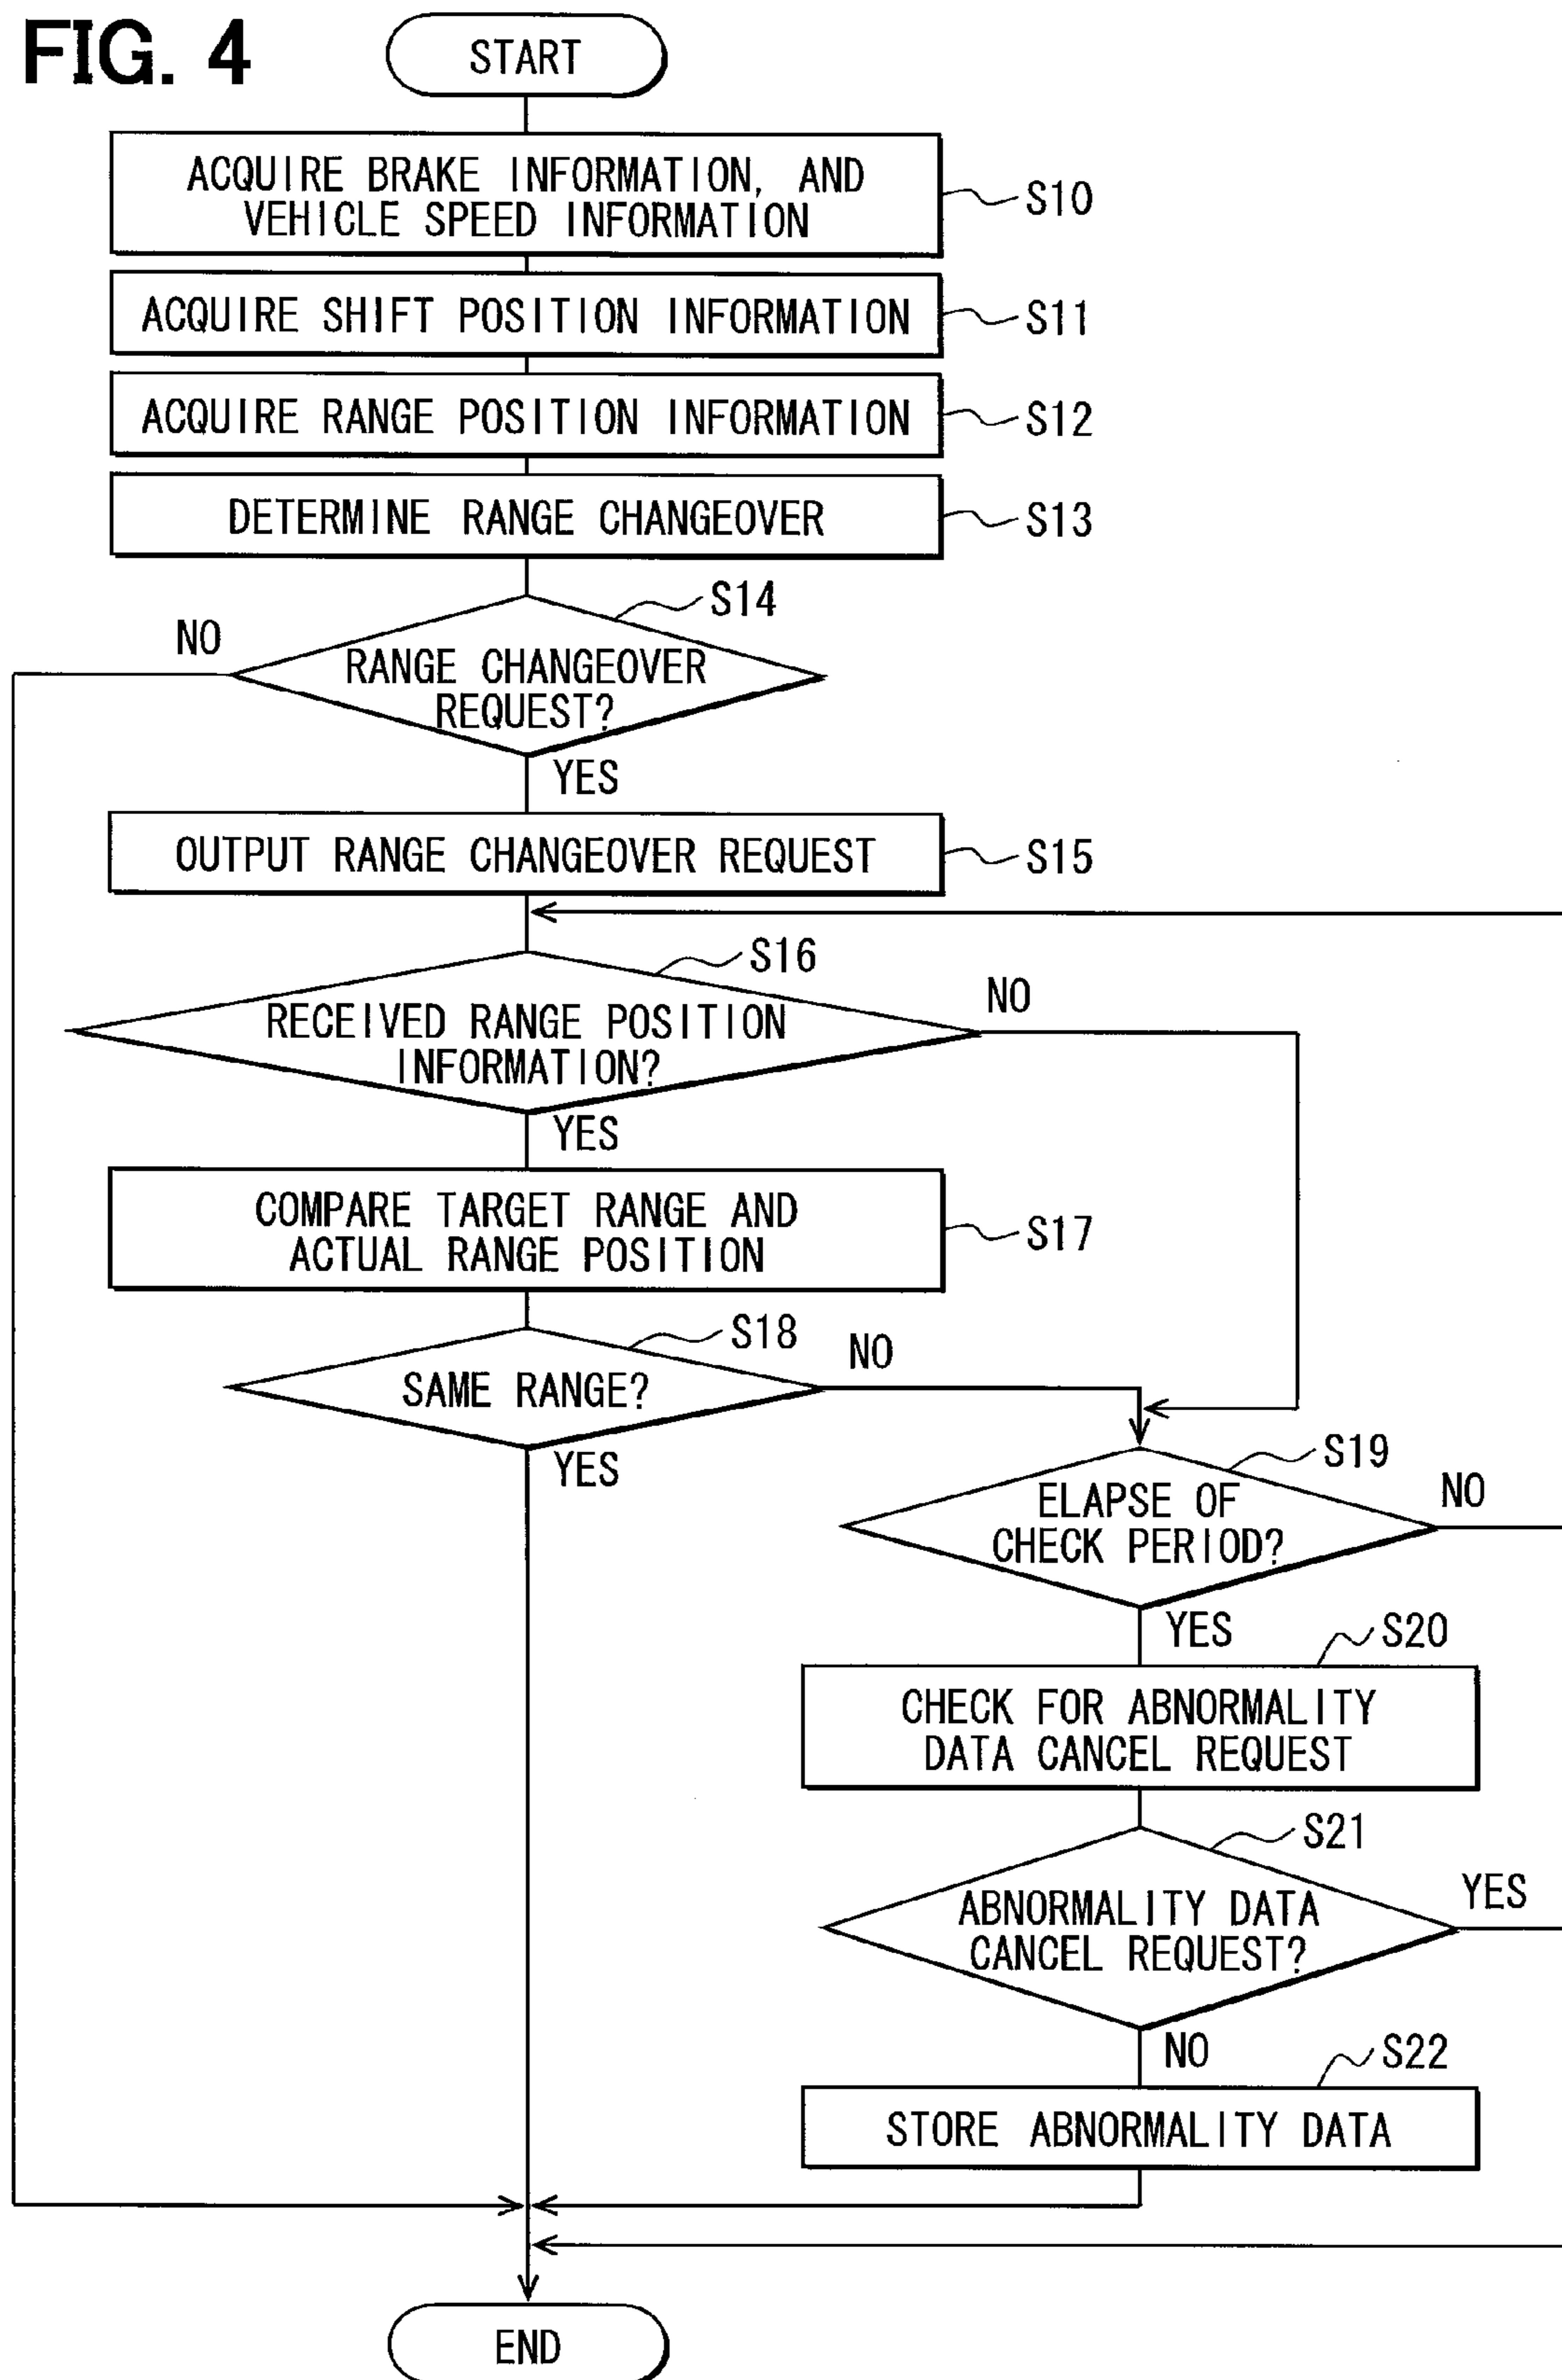 FIG. 4
START
ACQUIRE BRAKE INFORMATION, AND
VEHICLE SPEED INFORMATION
S10
ACQUIRE SHIFT POSITION INFORMATION
S11
ACQUIRE RANGE POSITION INFORMATION
S12
DETERMINE RANGE CHANGEOVER
S13
S14
NO
RANGE CHANGEOVER
REQUEST?
YES
OUTPUT RANGE CHANGEOVER REQUEST
S15
S16
NO
RECEIVED RANGE POSITION
INFORMATION?
YES
COMPARE TARGET RANGE AND
ACTUAL RANGE POSITION
S17
S18
NO
SAME RANGE?
YES
S19
NO
ELAPSE OF
CHECK PERIOD?
YES
S20
CHECK FOR ABNORMALITY
DATA CANCEL REQUEST
S21
YES
ABNORMALITY DATA
CANCEL REQUEST?
NO
S22
STORE ABNORMALITY DATA
END